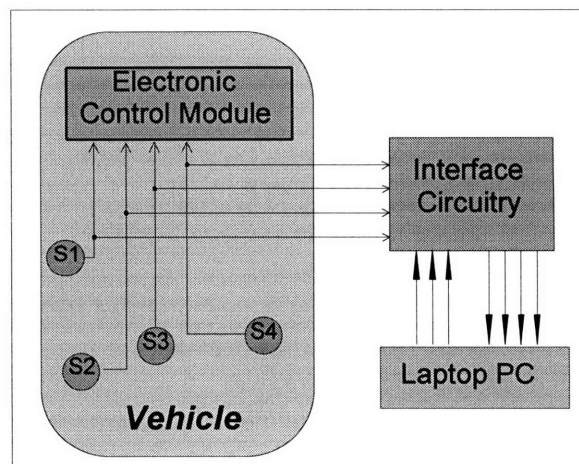 Electronic
Control Module
Interface
Circuitry
S1
S2
S3
S4
Laptop PC
Vehicle